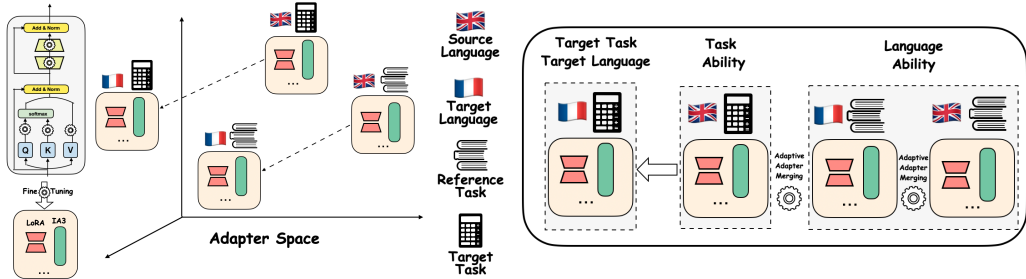 Add & Norm
Add & Norm
softmax
Q K V
Fine Tuning
LoRA IA3
...
...
...
...
...
Adapter Space
Source
Language
Target
Language
Reference
Task
Target
Task
Target Task
Target Language
Task
Ability
Language
Ability
Adaptive
Adapter
Merging
Adaptive
Adapter
Merging
...
...
...
...